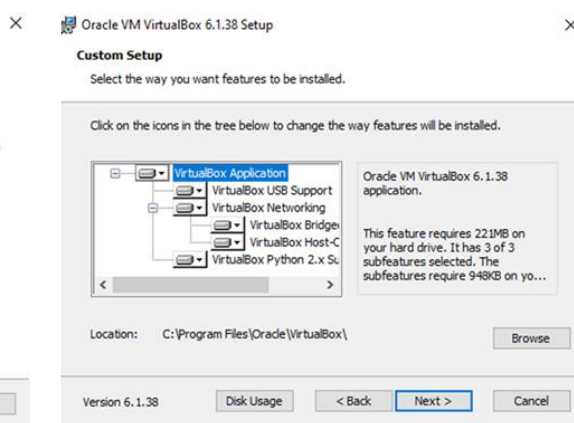 Oracle VM VirtualBox 6.1.38 Setup
Custom Setup
Select the way you want features to be installed.
Click on the icons in the tree below to change the way features will be installed.
VirtualBox Application
VirtualBox USB Support
VirtualBox Networking
VirtualBox Bridge
VirtualBox Host-C
VirtualBox Python 2.x Su
Oracle VM VirtualBox 6.1.38
application.
This feature requires 221MB on
your hard drive. It has 3 of 3
subfeatures selected. The
subfeatures require 948KB on yo...
Location: C:\Program Files\Oracle\VirtualBox\
Browse
Version 6.1.38
Disk Usage
< Back
Next >
Cancel